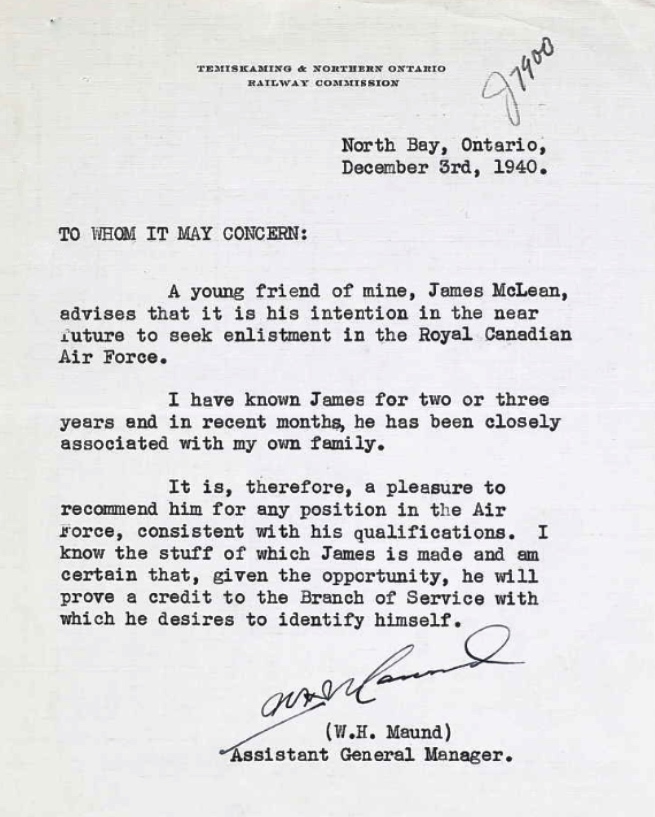 TEMISKAMING & NORTHERN ONTARIO
RAILWAY COMMISSION
J7900
North Bay, Ontario,
December 3rd, 1940.
TO WHOM IT MAY CONCERN:
A young friend of mine, James McLean,
advises that it is his intention in the near
future to seek enlistment in the Royal Canadian
Air Force.
I have known James for two or three
years and in recent months, he has been closely
associated with my own family.
It is, therefore, a pleasure to
recommend him for any position in the Air
Force, consistent with his qualifications. I
know the stuff of which James is made and am
certain that, given the opportunity, he will
prove a credit to the Branch of Service with
which he desires to identify himself.
WH Maund
(W.H. Maund)
Assistant General Manager.